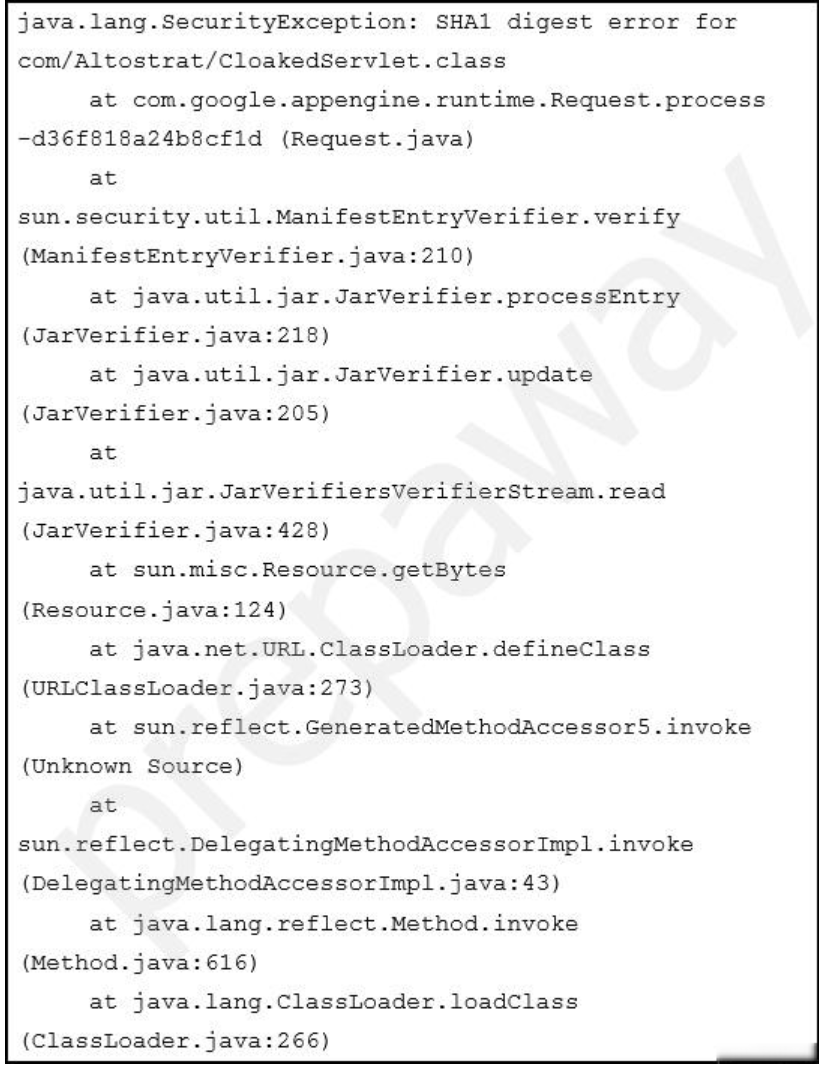 java.lang.SecurityException: SHA1 digest error for
com/Altostrat/CloakedServlet.class
at com.google.appengine.runtime.Request.process
-d36f818a24b8cf1d (Request.java)
at
sun.security.util.ManifestEntryVerifier.verify
(ManifestEntryVerifier.java:210)
at java.util.jar.JarVerifier.processEntry
(JarVerifier.java:218)
at java.util.jar.JarVerifier.update
(JarVerifier.java:205)
at
java.util.jar.JarVerifiersVerifierStream.read
(JarVerifier.java:428)
at sun.misc.Resource.getBytes
(Resource.java:124)
at java.net.URL.ClassLoader.defineClass
(URLClassLoader.java:273)
at sun.reflect.GeneratedMethodAccessor5.invoke
(Unknown Source)
at
sun.reflect.DelegatingMethodAccessorImpl.invoke
(DelegatingMethodAccessorImpl.java:43)
at java.lang.reflect.Method.invoke
(Method.java:616)
at java.lang.ClassLoader.loadClass
(ClassLoader.java:266)
prepaway